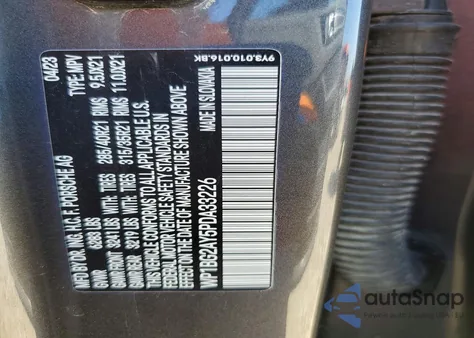 MFD BY DR. ING. H.C. F. PORSCHE AG 04/23
GVWR 6283 LBS TYPE: MPV
GAWR FRONT 3241 LBS WITH TIRES 285/40R21 RIMS 9.5JX21
GAWR REAR 3217 LBS WITH TIRES 315/35R21 RIMS 11.0JX21
THIS VEHICLE CONFORMS TO ALL APPLICABLE U.S.
FEDERAL MOTOR VEHICLE SAFETY STANDARDS IN EFFECT ON
THE DATE OF MANUFACTURE SHOWN ABOVE.
WP1BG2AY5PDA33226 MADE IN SLOVAKIA
9Y3.010.016.BK
autoSnap